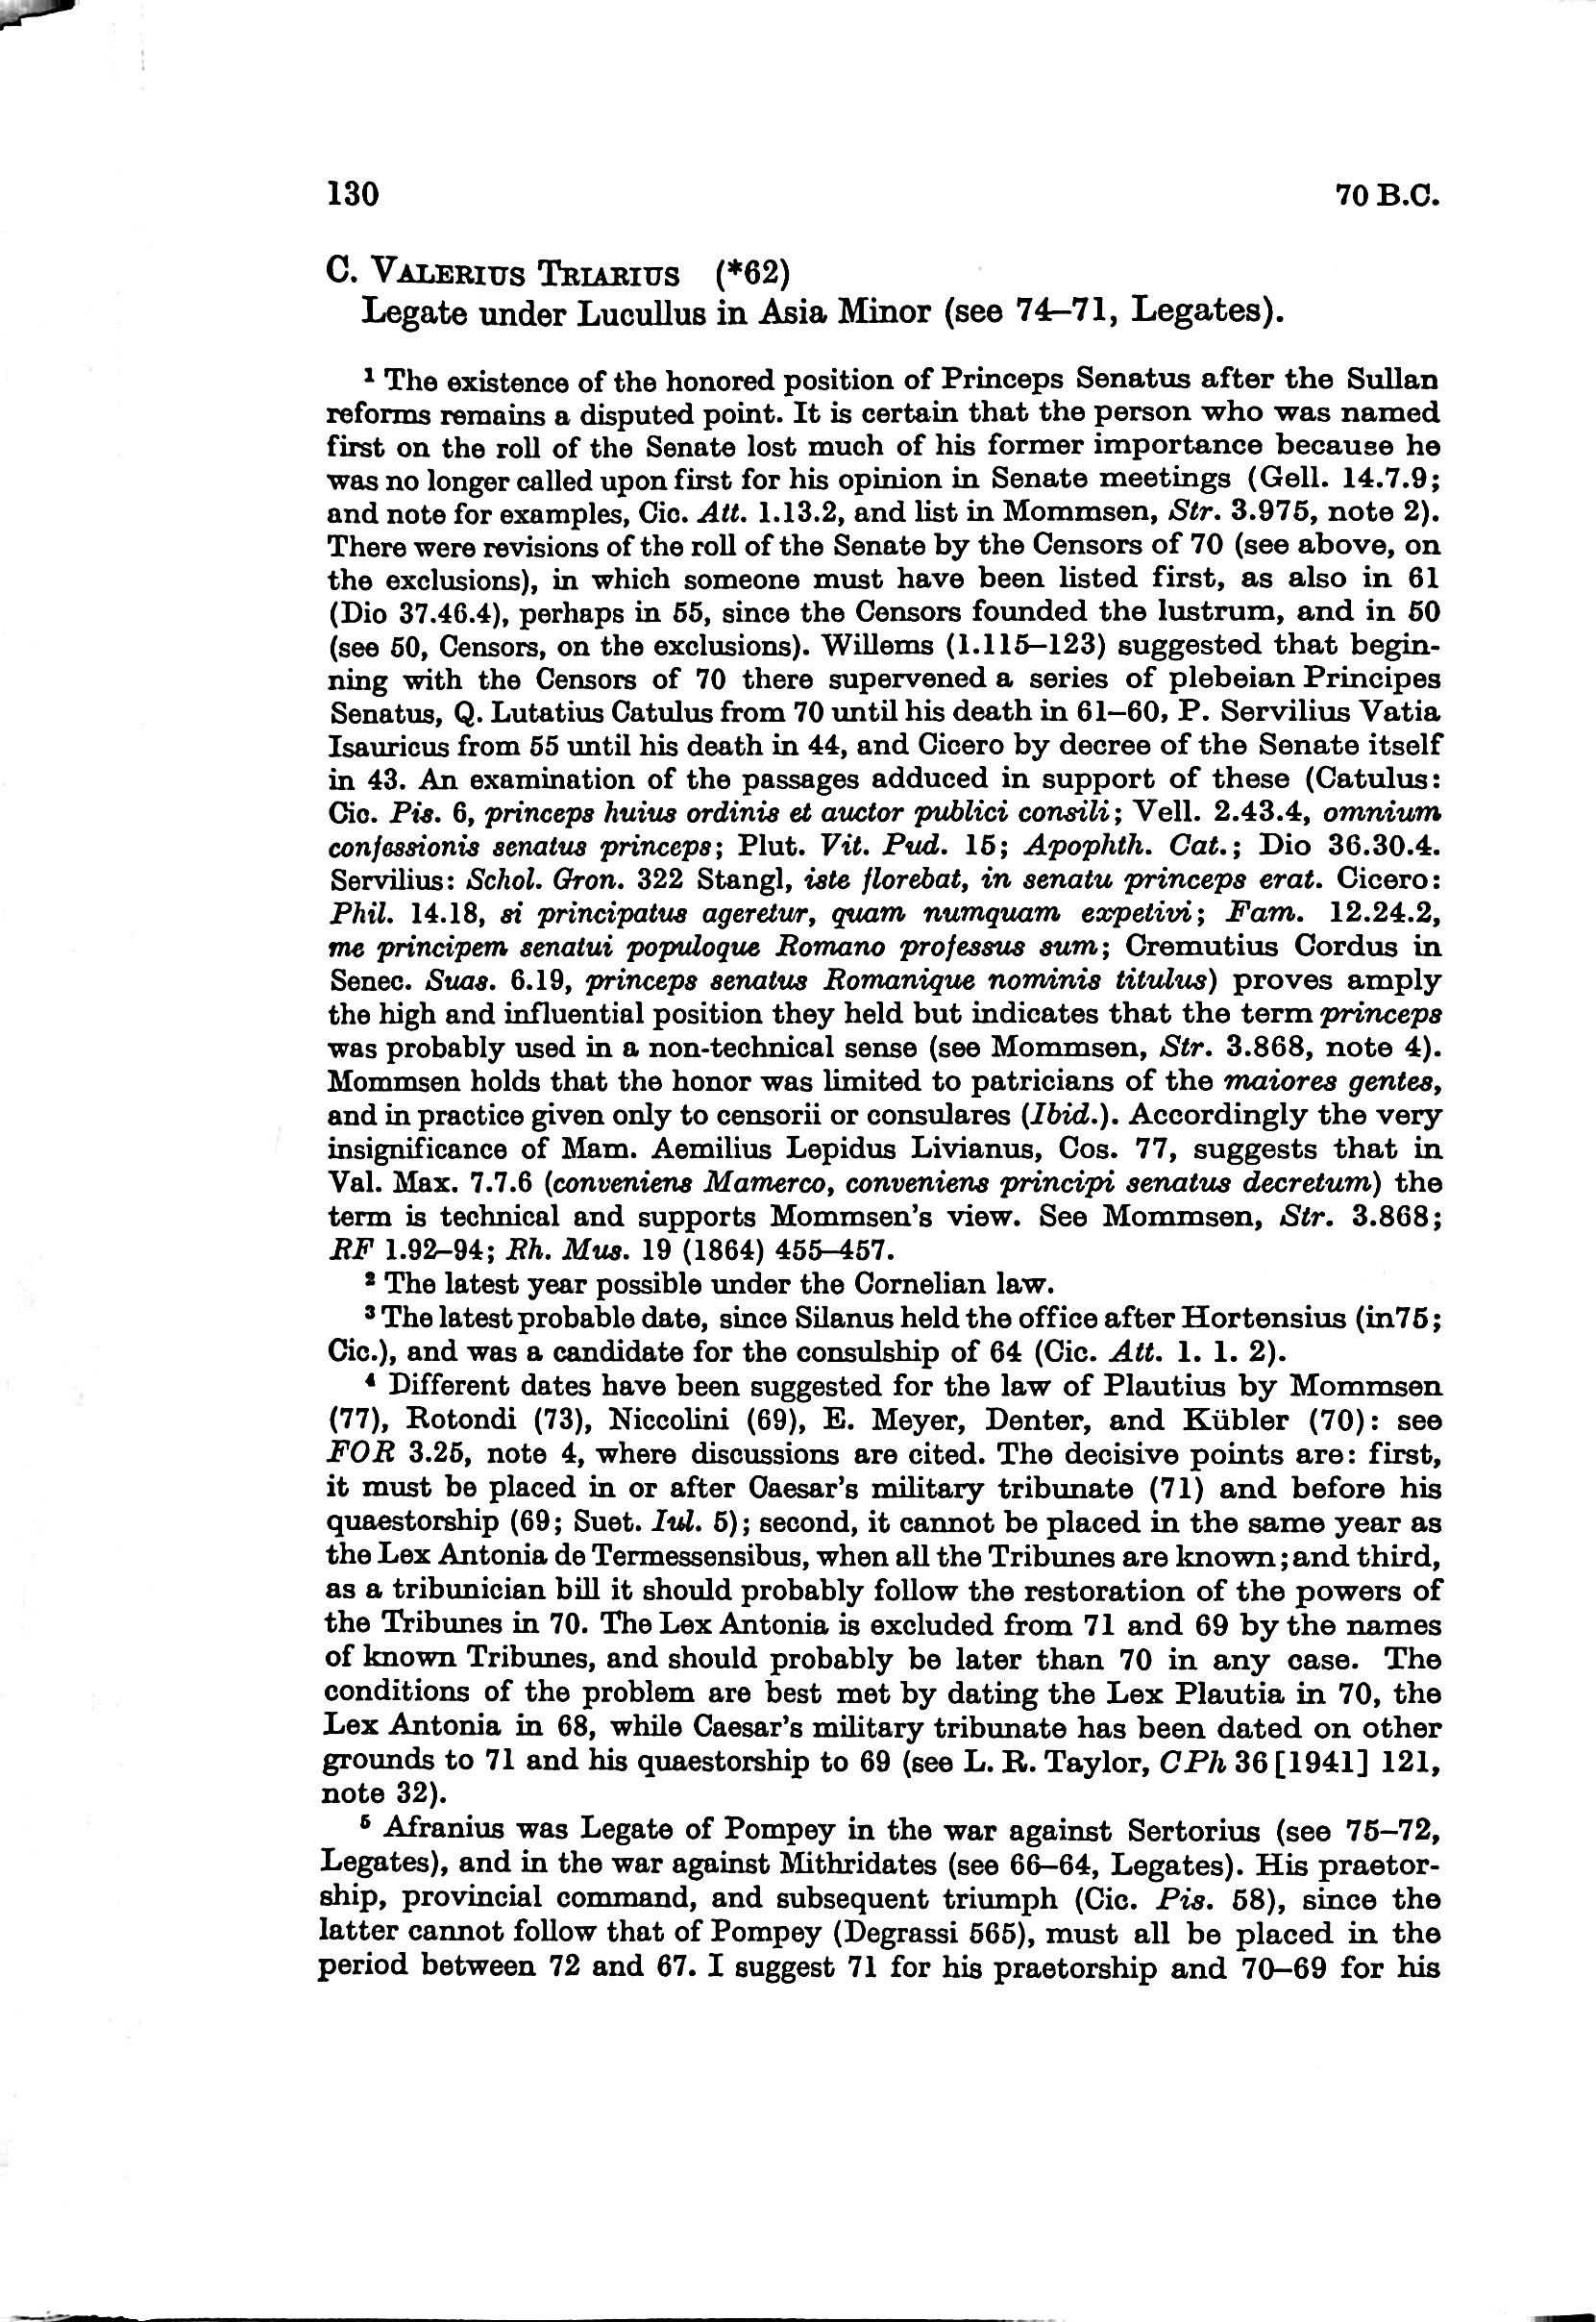 130 70 B.C.
C. VALERIUS TRIARIUS (*62)
Legate under Lucullus in Asia Minor (see 74–71, Legates).
¹ The existence of the honored position of Princeps Senatus after the Sullan
reforms remains a disputed point. It is certain that the person who was named
first on the roll of the Senate lost much of his former importance because he
was no longer called upon first for his opinion in Senate meetings (Gell. 14.7.9;
and note for examples, Cic. Att. 1.13.2, and list in Mommsen, Str. 3.975, note 2).
There were revisions of the roll of the Senate by the Censors of 70 (see above, on
the exclusions), in which someone must have been listed first, as also in 61
(Dio 37.46.4), perhaps in 55, since the Censors founded the lustrum, and in 50
(see 50, Censors, on the exclusions). Willems (1.115–123) suggested that begin-
ning with the Censors of 70 there supervened a series of plebeian Principes
Senatus, Q. Lutatius Catulus from 70 until his death in 61–60, P. Servilius Vatia
Isauricus from 55 until his death in 44, and Cicero by decree of the Senate itself
in 43. An examination of the passages adduced in support of these (Catulus:
Cic. Pis. 6, princeps huius ordinis et auctor publici consili; Vell. 2.43.4, omnium
confessionis senatus princeps; Plut. Vit. Pud. 15; Apophth. Cat.; Dio 36.30.4.
Servilius: Schol. Gron. 322 Stangl, iste florebat, in senatu princeps erat. Cicero:
Phil. 14.18, si principatus ageretur, quam numquam expetivi; Fam. 12.24.2,
me principem senatui populoque Romano professus sum; Cremutius Cordus in
Senec. Suas. 6.19, princeps senatus Romanique nominis titulus) proves amply
the high and influential position they held but indicates that the term princeps
was probably used in a non-technical sense (see Mommsen, Str. 3.868, note 4).
Mommsen holds that the honor was limited to patricians of the maiores gentes,
and in practice given only to censorii or consulares (Ibid.). Accordingly the very
insignificance of Mam. Aemilius Lepidus Livianus, Cos. 77, suggests that in
Val. Max. 7.7.6 (conveniens Mamerco, conveniens principi senatus decretum) the
term is technical and supports Mommsen's view. See Mommsen, Str. 3.868;
RF 1.92–94; Rh. Mus. 19 (1864) 455–457.
² The latest year possible under the Cornelian law.
³ The latest probable date, since Silanus held the office after Hortensius (in75;
Cic.), and was a candidate for the consulship of 64 (Cic. Att. 1. 1. 2).
⁴ Different dates have been suggested for the law of Plautius by Mommsen
(77), Rotondi (73), Niccolini (69), E. Meyer, Denter, and Kübler (70): see
FOR 3.25, note 4, where discussions are cited. The decisive points are: first,
it must be placed in or after Caesar's military tribunate (71) and before his
quaestorship (69; Suet. Iul. 5); second, it cannot be placed in the same year as
the Lex Antonia de Termessensibus, when all the Tribunes are known; and third,
as a tribunician bill it should probably follow the restoration of the powers of
the Tribunes in 70. The Lex Antonia is excluded from 71 and 69 by the names
of known Tribunes, and should probably be later than 70 in any case. The
conditions of the problem are best met by dating the Lex Plautia in 70, the
Lex Antonia in 68, while Caesar's military tribunate has been dated on other
grounds to 71 and his quaestorship to 69 (see L. R. Taylor, CPh 36 [1941] 121,
note 32).
⁵ Afranius was Legate of Pompey in the war against Sertorius (see 75–72,
Legates), and in the war against Mithridates (see 66–64, Legates). His praetor-
ship, provincial command, and subsequent triumph (Cic. Pis. 58), since the
latter cannot follow that of Pompey (Degrassi 565), must all be placed in the
period between 72 and 67. I suggest 71 for his praetorship and 70–69 for his